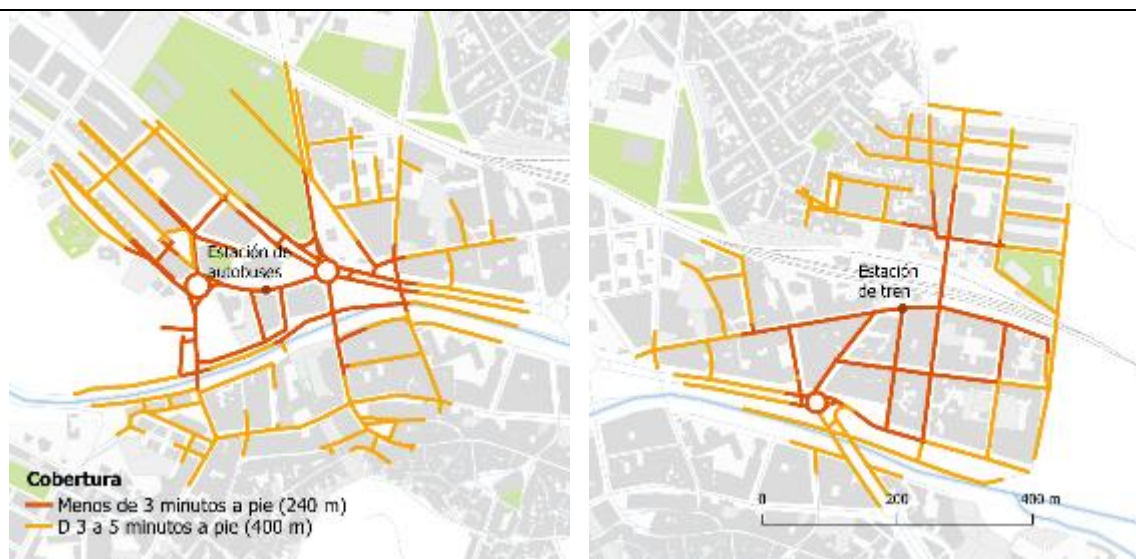 Estación de
autobuses
Cobertura
Menos de 3 minutos a pie (240 m)
D 3 a 5 minutos a pie (400 m)
Estación
de tren
0 200 400 m